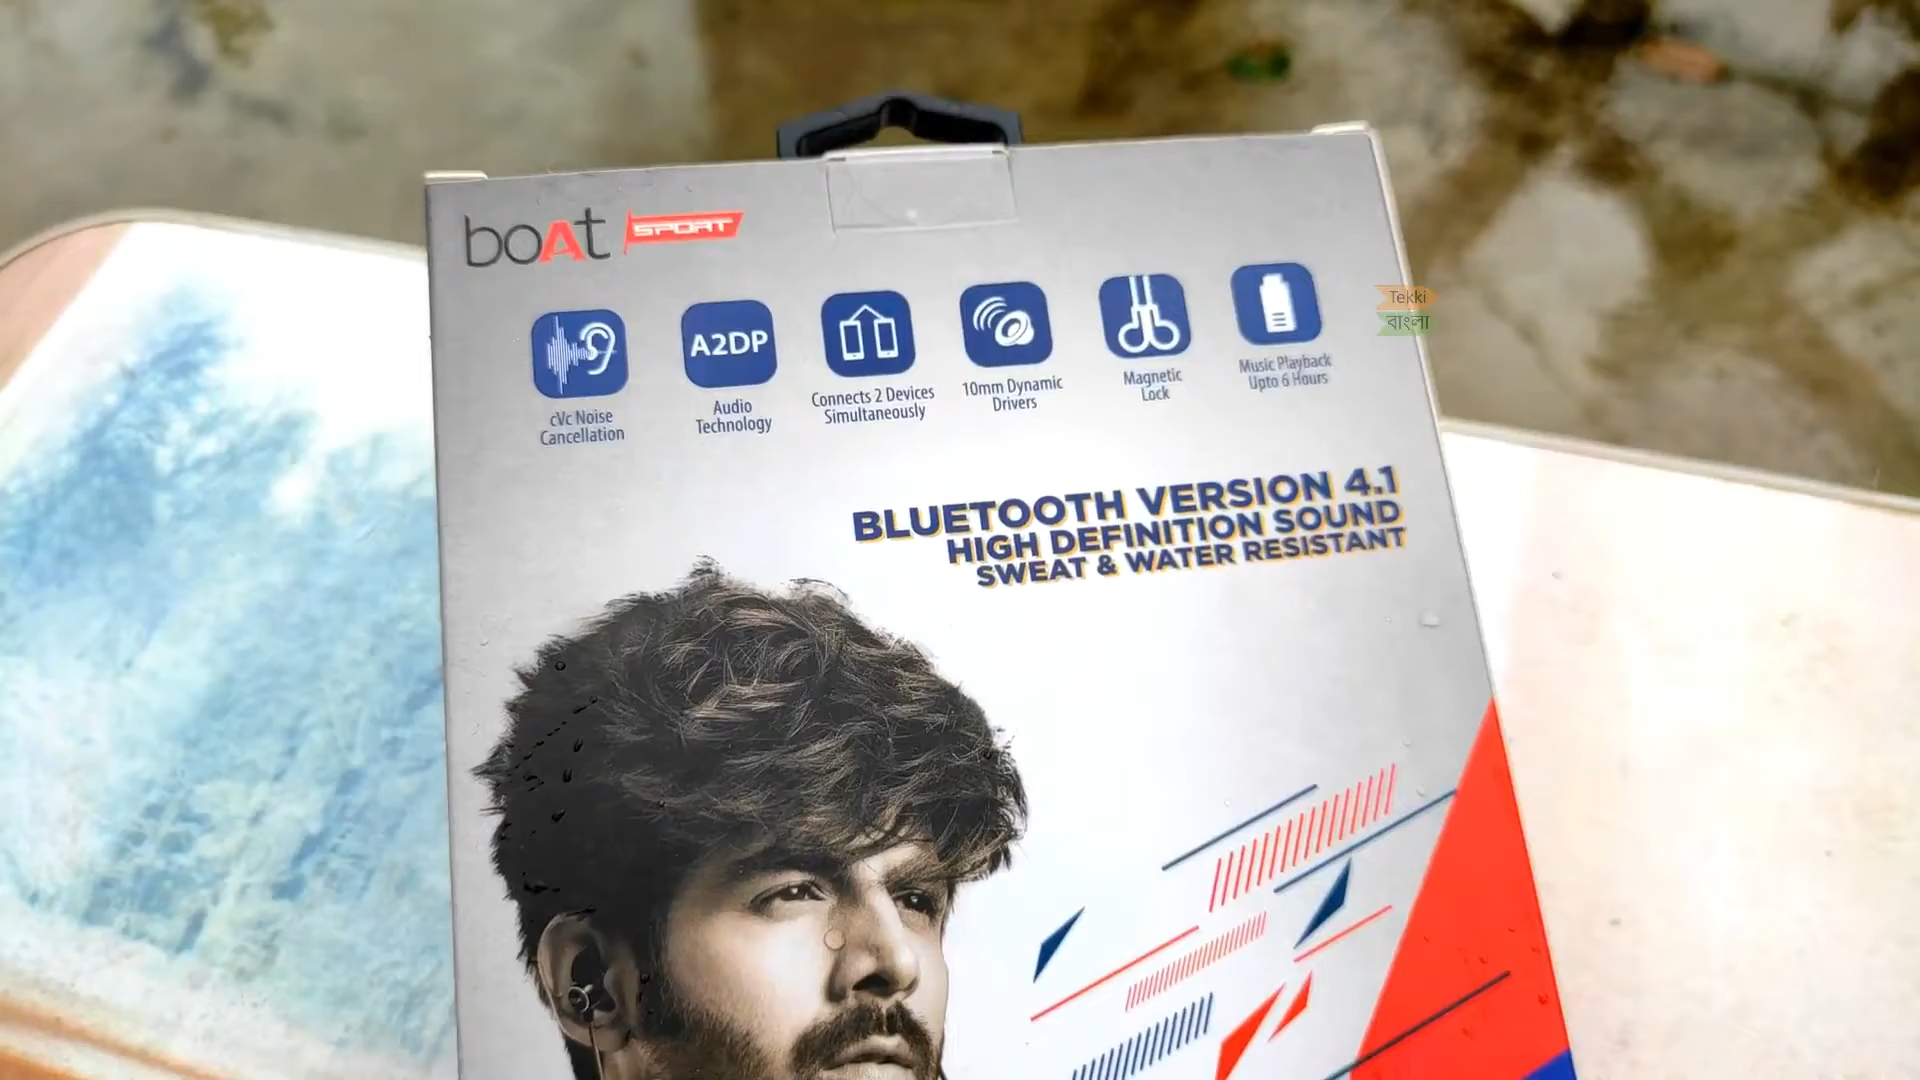 boAt SPORT
cVc Noise
Cancellation
A2DP
Audio
Technology
Connects 2 Devices
Simultaneously
10mm Dynamic
Drivers
Magnetic
Lock
Music Playback
Upto 6 Hours
Tekki
বাংলা
BLUETOOTH VERSION 4.1
HIGH DEFINITION SOUND
SWEAT & WATER RESISTANT